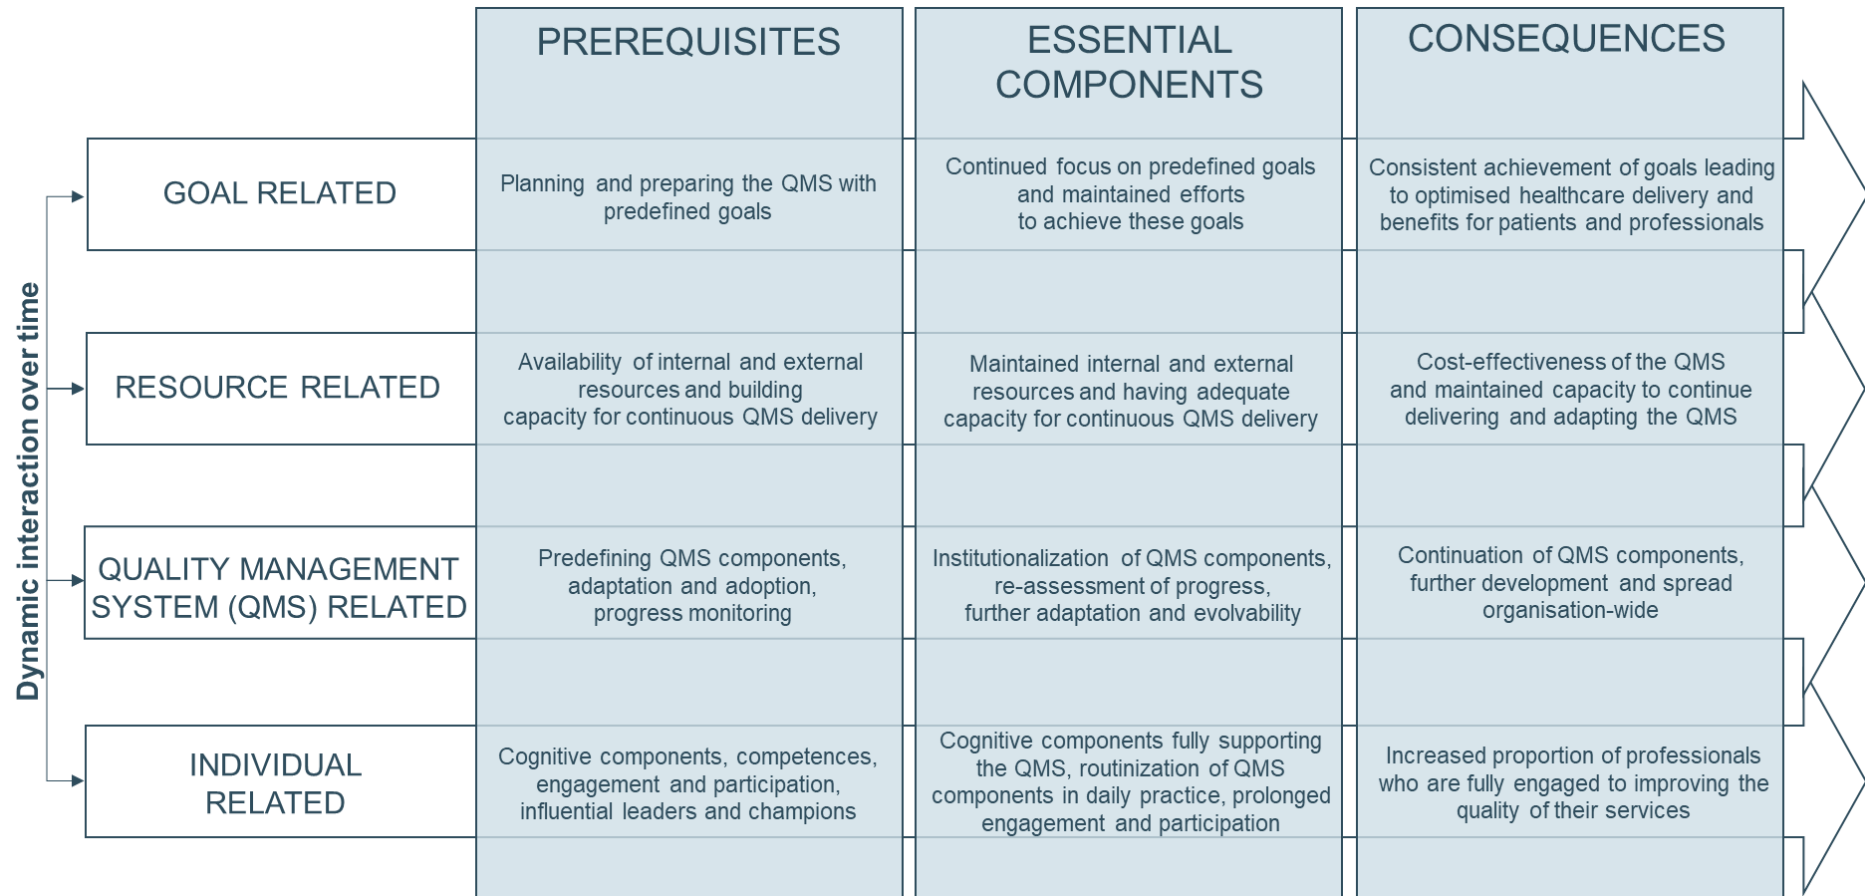 PREREQUISITES
ESSENTIAL
COMPONENTS
CONSEQUENCES
Dynamic interaction over time
GOAL RELATED
Planning and preparing the QMS with
predefined goals
Continued focus on predefined goals
and maintained efforts
to achieve these goals
Consistent achievement of goals leading
to optimised healthcare delivery and
benefits for patients and professionals
RESOURCE RELATED
Availability of internal and external
resources and building
capacity for continuous QMS delivery
Maintained internal and external
resources and having adequate
capacity for continuous QMS delivery
Cost-effectiveness of the QMS
and maintained capacity to continue
delivering and adapting the QMS
QUALITY MANAGEMENT
SYSTEM (QMS) RELATED
Predefining QMS components,
adaptation and adoption,
progress monitoring
Institutionalization of QMS components,
re-assessment of progress,
further adaptation and evolvability
Continuation of QMS components,
further development and spread
organisation-wide
INDIVIDUAL
RELATED
Cognitive components, competences,
engagement and participation,
influential leaders and champions
Cognitive components fully supporting
the QMS, routinization of QMS
components in daily practice, prolonged
engagement and participation
Increased proportion of professionals
who are fully engaged to improving the
quality of their services